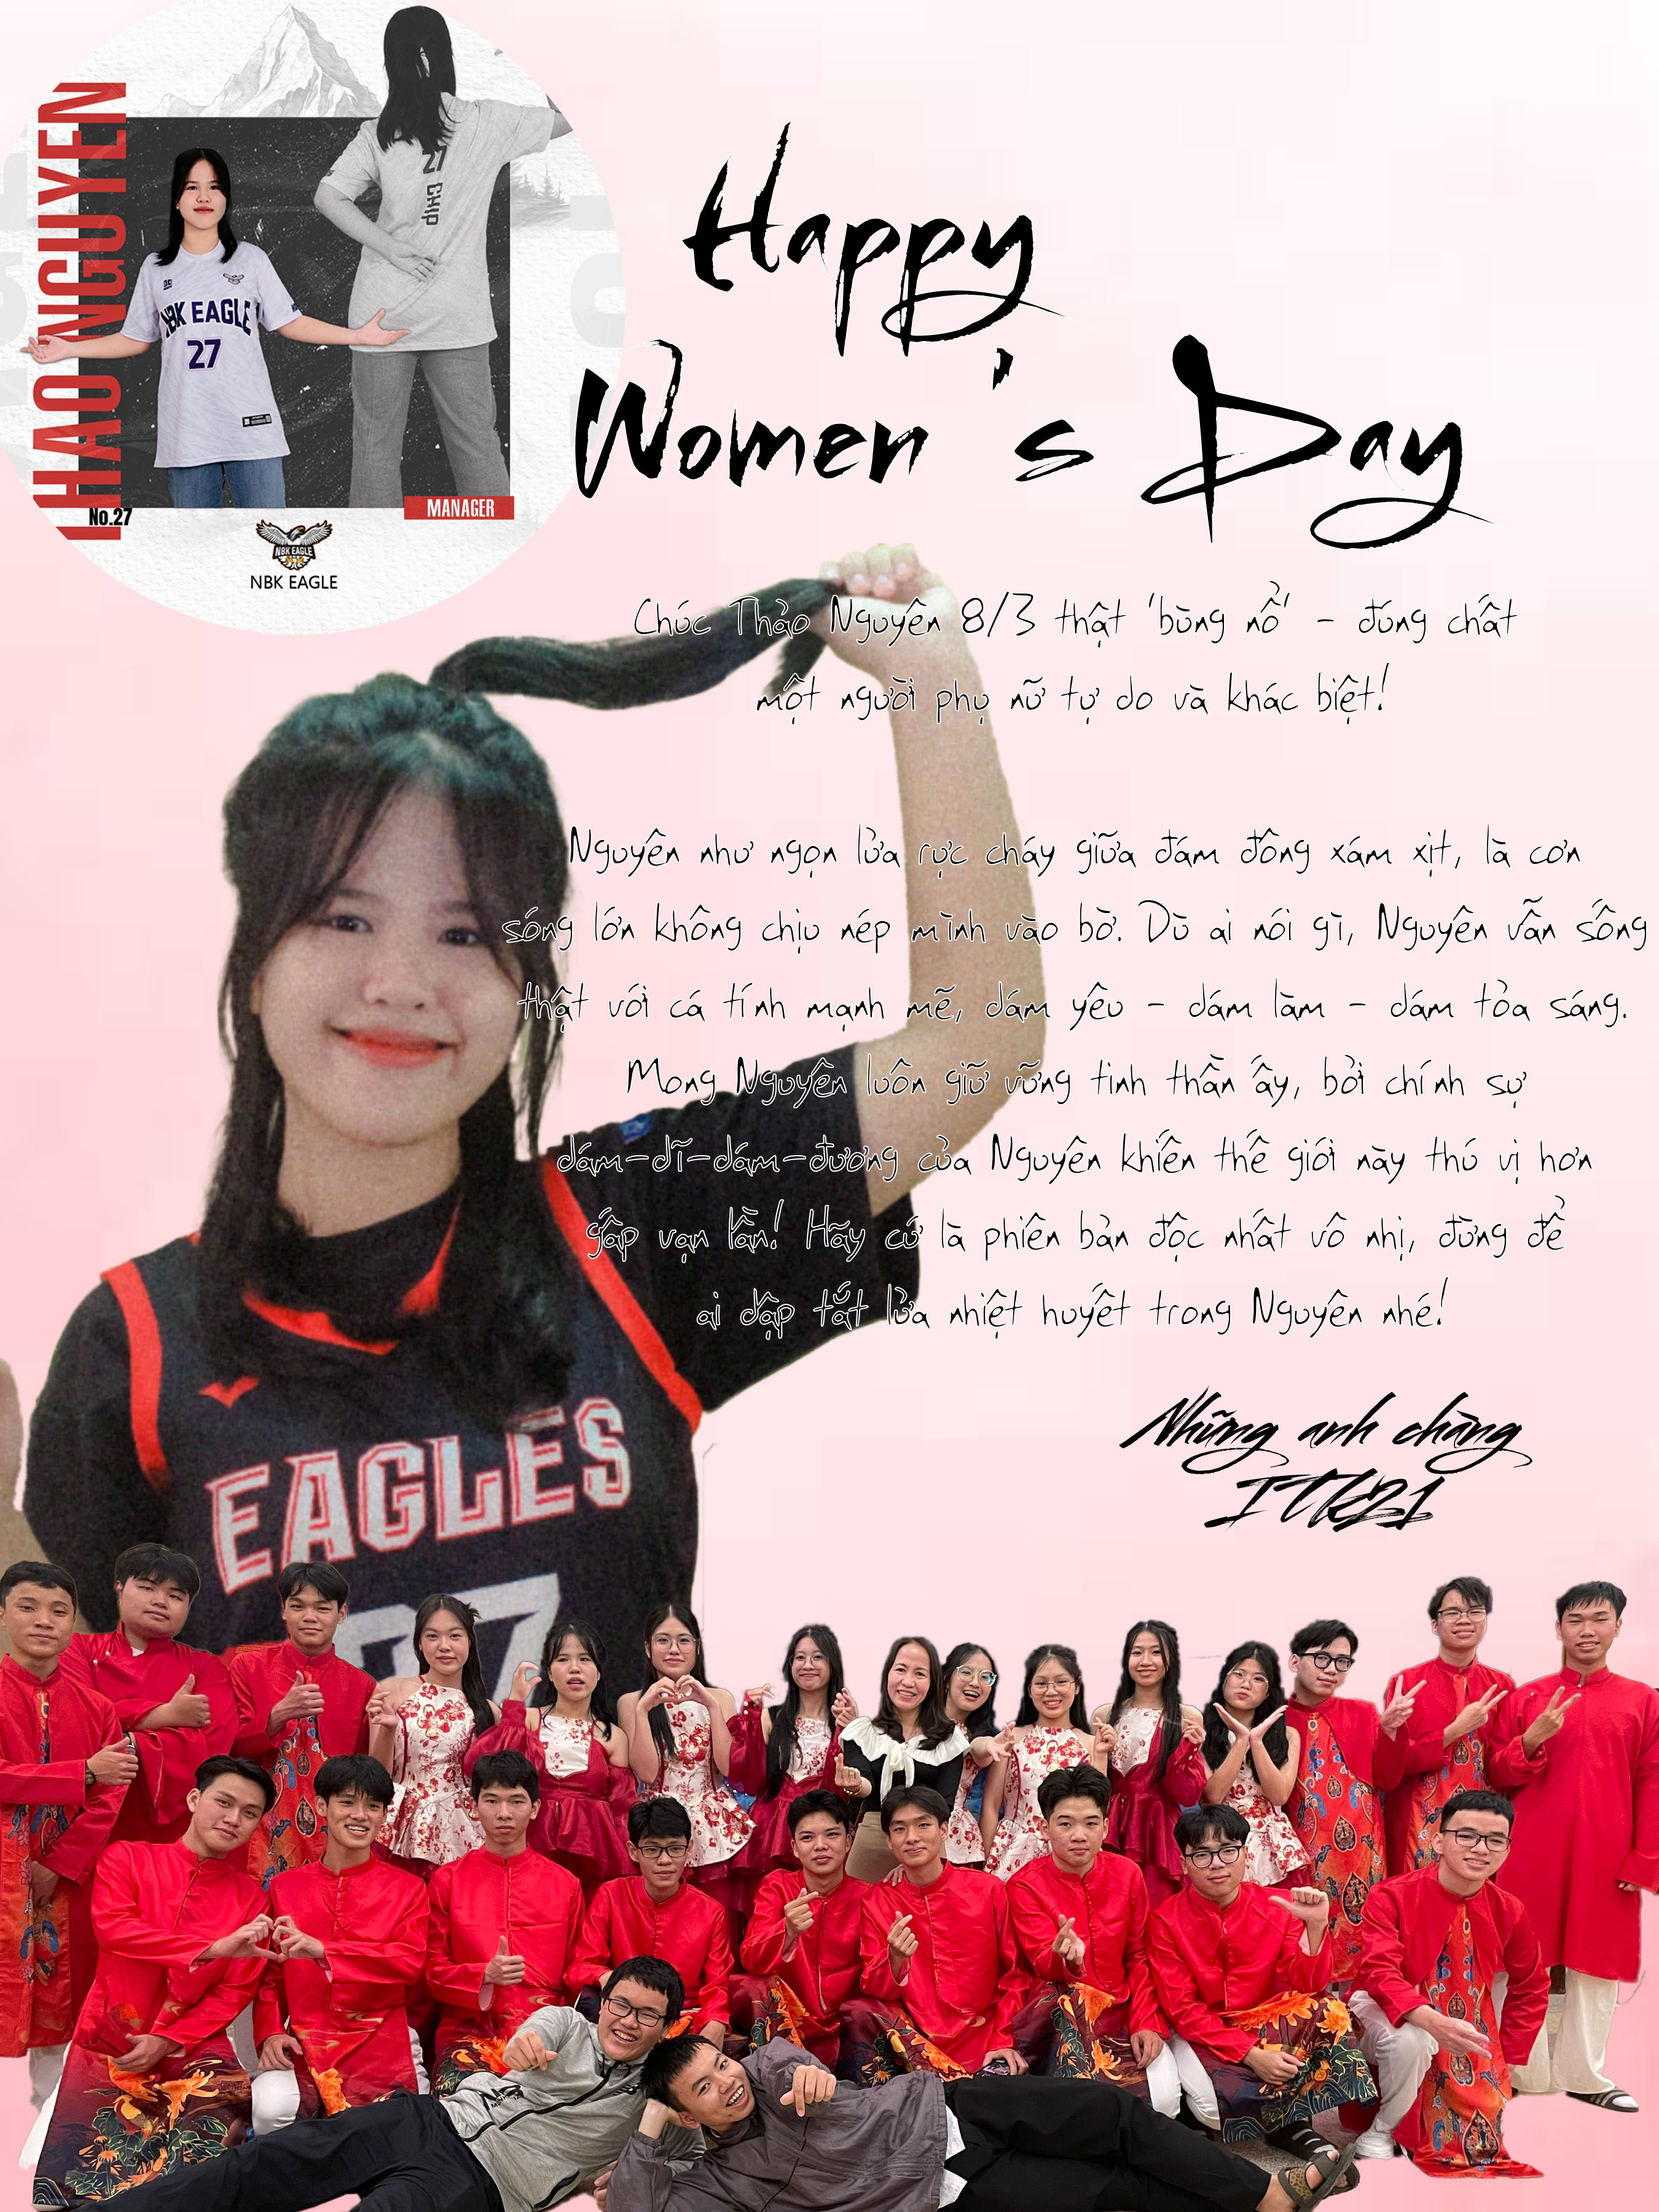 THAO NGUYEN
27 CHIP
NBK EAGLE
27
No.27
MANAGER
NBK EAGLE
NBK EAGLE
Happy
Women's Day
Chúc Thảo Nguyên 8/3 thật 'bùng nổ' - đúng chất
một người phụ nữ tự do và khác biệt!
Nguyên như ngọn lửa rực cháy giữa đám đông xám xịt, là cơn
sóng lớn không chịu nép mình vào bờ. Dù ai nói gì, Nguyên vẫn sống
thật với cá tính mạnh mẽ, dám yêu - dám làm - dám tỏa sáng.
Mong Nguyên luôn giữ vững tinh thần ấy, bởi chính sự
dám-dĩ-dám-đương của Nguyên khiến thế giới này thú vị hơn
gấp vạn lần! Hãy cứ là phiên bản độc nhất vô nhị, đừng để
ai dập tắt lửa nhiệt huyết trong Nguyên nhé!
Những anh chàng
ITK21
EAGLES
27